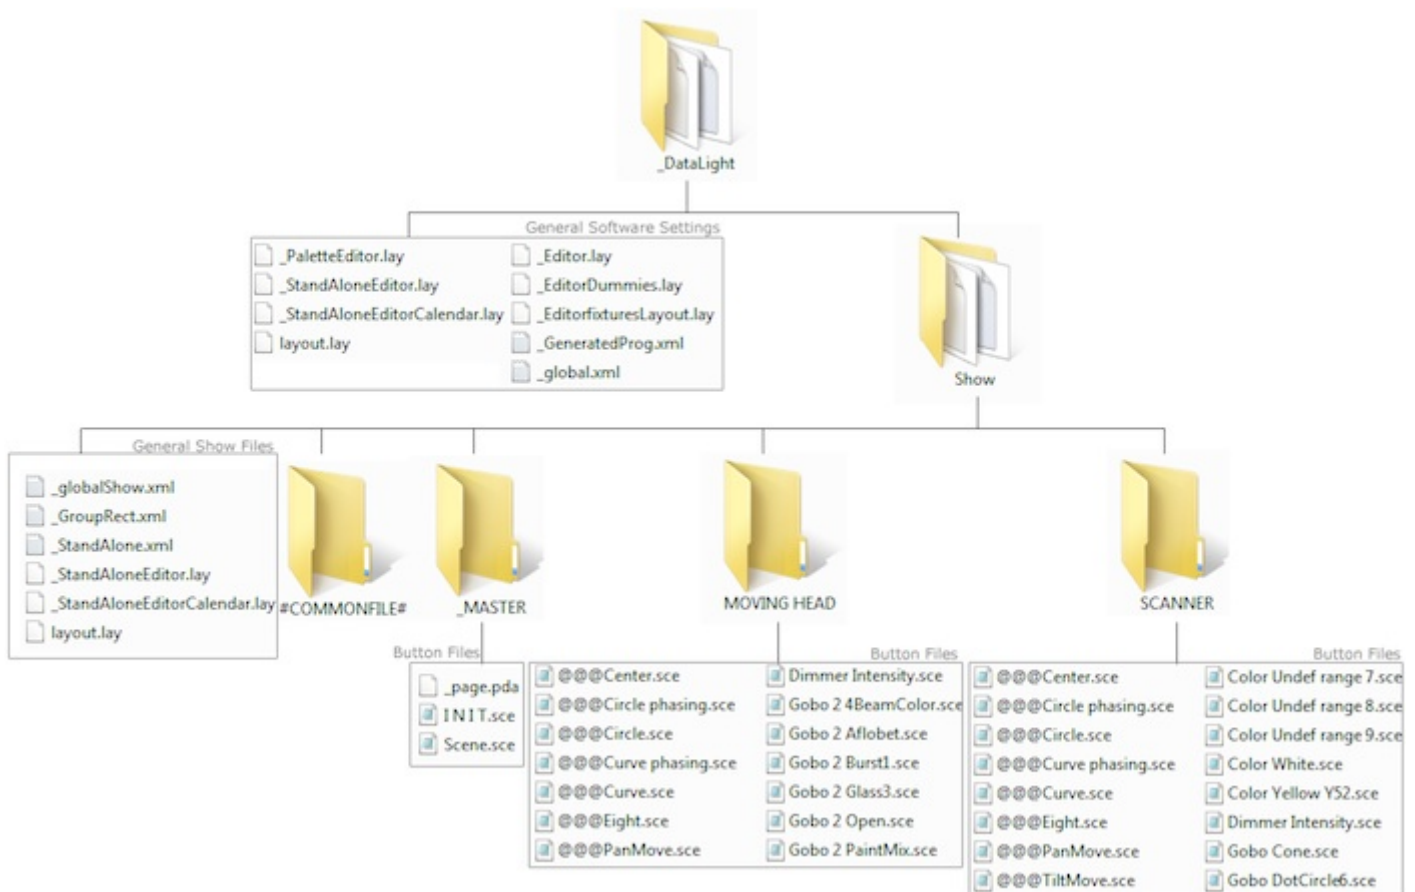 _DataLight
General Software Settings
_PaletteEditor.lay
_StandAloneEditor.lay
_StandAloneEditorCalendar.lay
layout.lay
_Editor.lay
_EditorDummies.lay
_EditorfixturesLayout.lay
_GeneratedProg.xml
_global.xml
Show
General Show Files
_globalShow.xml
_GroupRect.xml
_StandAlone.xml
_StandAloneEditor.lay
_StandAloneEditorCalendar.lay
layout.lay
#COMMONFILE#
_MASTER
MOVING HEAD
SCANNER
Button Files
_page.pda
I N I T.sce
Scene.sce
Button Files
@@@Center.sce
@@@Circle phasing.sce
@@@Circle.sce
@@@Curve phasing.sce
@@@Curve.sce
@@@Eight.sce
@@@PanMove.sce
Dimmer Intensity.sce
Gobo 2 4BeamColor.sce
Gobo 2 Aflobet.sce
Gobo 2 Burst1.sce
Gobo 2 Glass3.sce
Gobo 2 Open.sce
Gobo 2 PaintMix.sce
Button Files
@@@Center.sce
@@@Circle phasing.sce
@@@Circle.sce
@@@Curve phasing.sce
@@@Curve.sce
@@@Eight.sce
@@@PanMove.sce
@@@TiltMove.sce
Color Undef range 7.sce
Color Undef range 8.sce
Color Undef range 9.sce
Color White.sce
Color Yellow Y52.sce
Dimmer Intensity.sce
Gobo Cone.sce
Gobo DotCircle6.sce